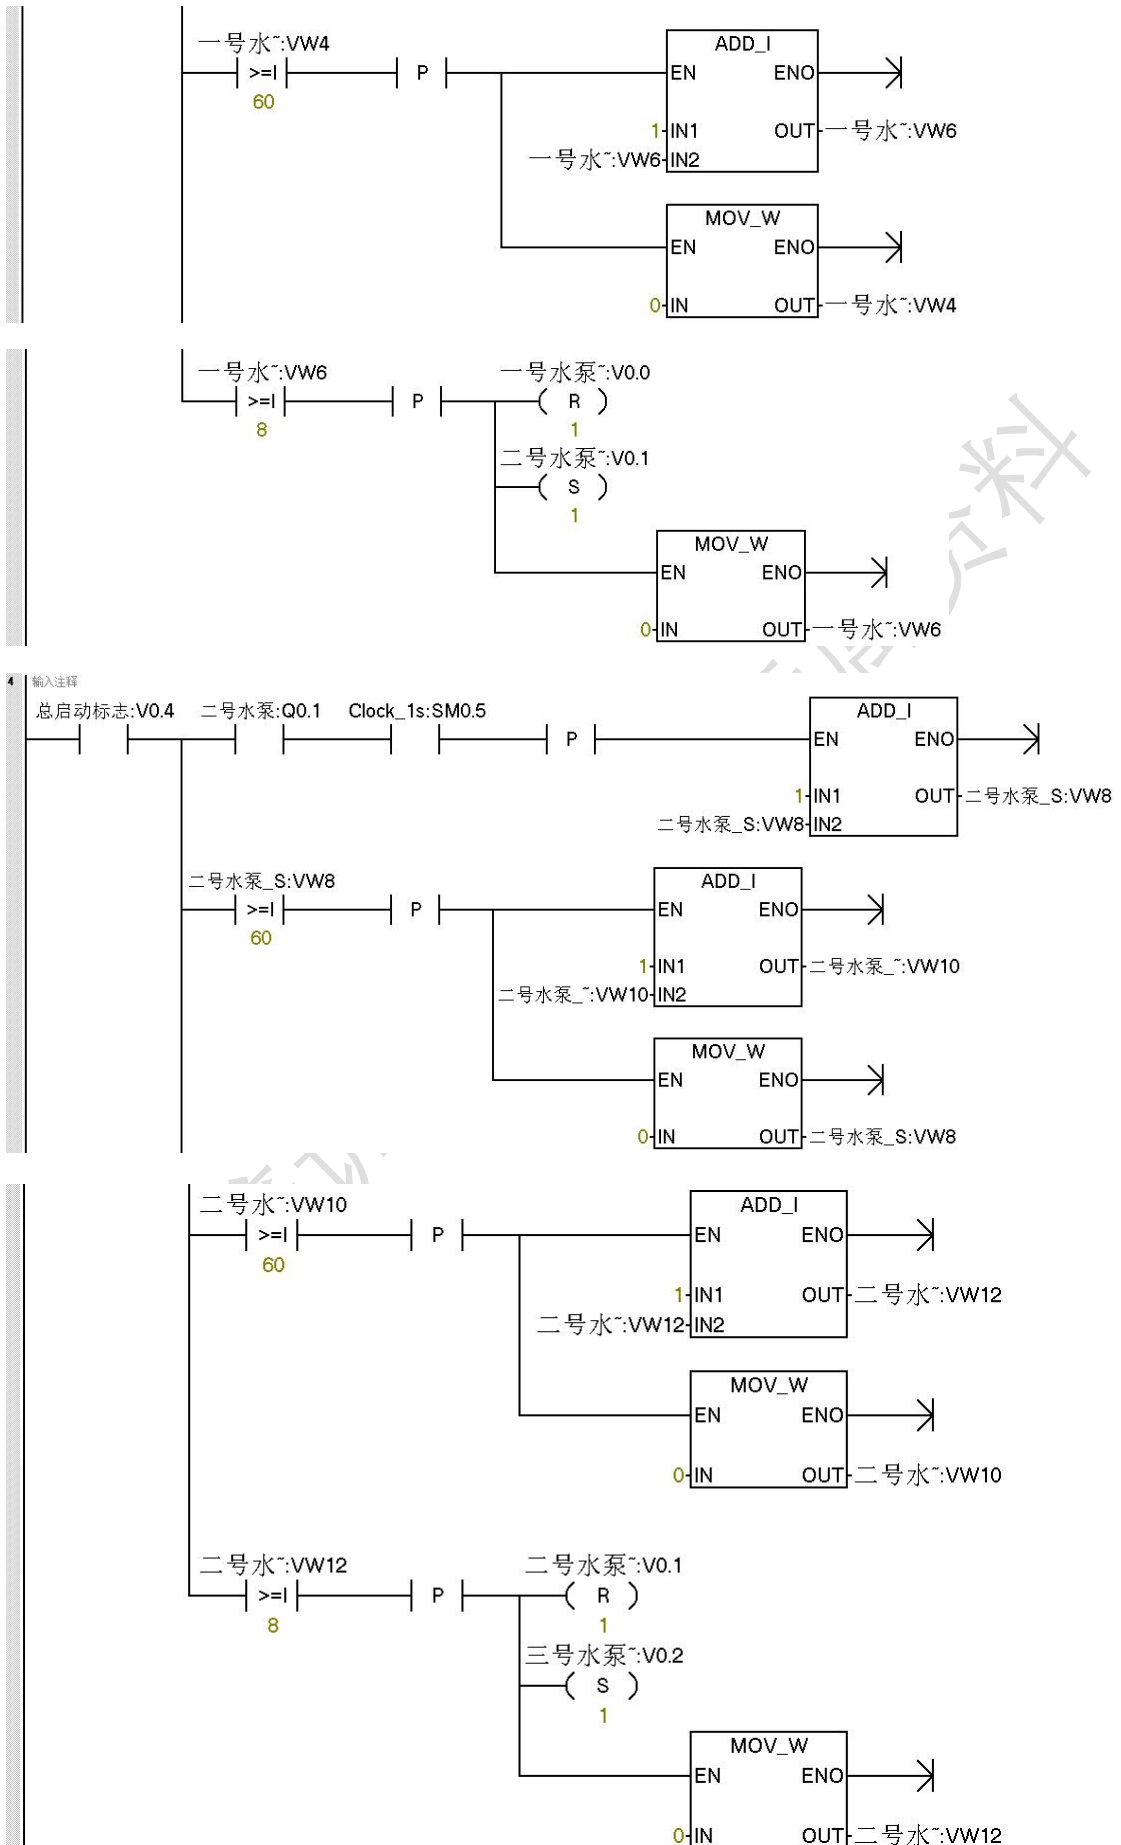 一号水~:VW4
>=I
60
P
ADD_I
EN ENO
1 IN1 OUT 一号水~:VW6
一号水~:VW6 IN2
MOV_W
EN ENO
0 IN OUT 一号水~:VW4
一号水~:VW6
>=I
8
P
一号水泵~:V0.0
R
1
二号水泵~:V0.1
S
1
MOV_W
EN ENO
0 IN OUT 一号水~:VW6
4 输入注释
总启动标志:V0.4 二号水泵:Q0.1 Clock_1s:SM0.5
P
ADD_I
EN ENO
1 IN1 OUT 二号水泵_S:VW8
二号水泵_S:VW8 IN2
二号水泵_S:VW8
>=I
60
P
ADD_I
EN ENO
1 IN1 OUT 二号水泵_~:VW10
二号水泵_~:VW10 IN2
MOV_W
EN ENO
0 IN OUT 二号水泵_S:VW8
二号水~:VW10
>=I
60
P
ADD_I
EN ENO
1 IN1 OUT 二号水~:VW12
二号水~:VW12 IN2
MOV_W
EN ENO
0 IN OUT 二号水~:VW10
二号水~:VW12
>=I
8
P
二号水泵~:V0.1
R
1
三号水泵~:V0.2
S
1
MOV_W
EN ENO
0 IN OUT 二号水~:VW12
料